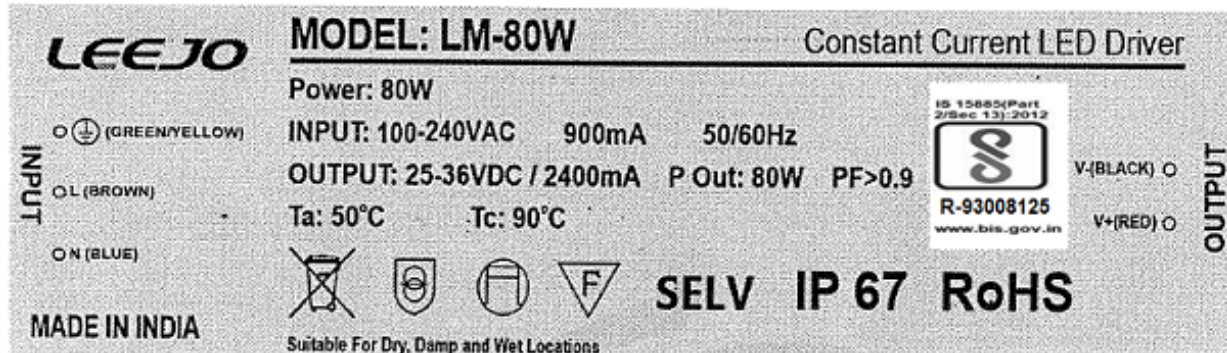 LEEJO
MODEL: LM-80W
Constant Current LED Driver
Power: 80W
INPUT: 100-240VAC 900mA 50/60Hz
OUTPUT: 25-36VDC / 2400mA P Out: 80W PF>0.9
Ta: 50°C Tc: 90°C
INPUT
(GREEN/YELLOW)
L (BROWN)
N (BLUE)
IS 15885(Part
2/Sec 13):2012
R-93008125
www.bis.gov.in
V-(BLACK)
V+(RED)
OUTPUT
F
SELV IP 67 RoHS
MADE IN INDIA
Suitable For Dry, Damp and Wet Locations